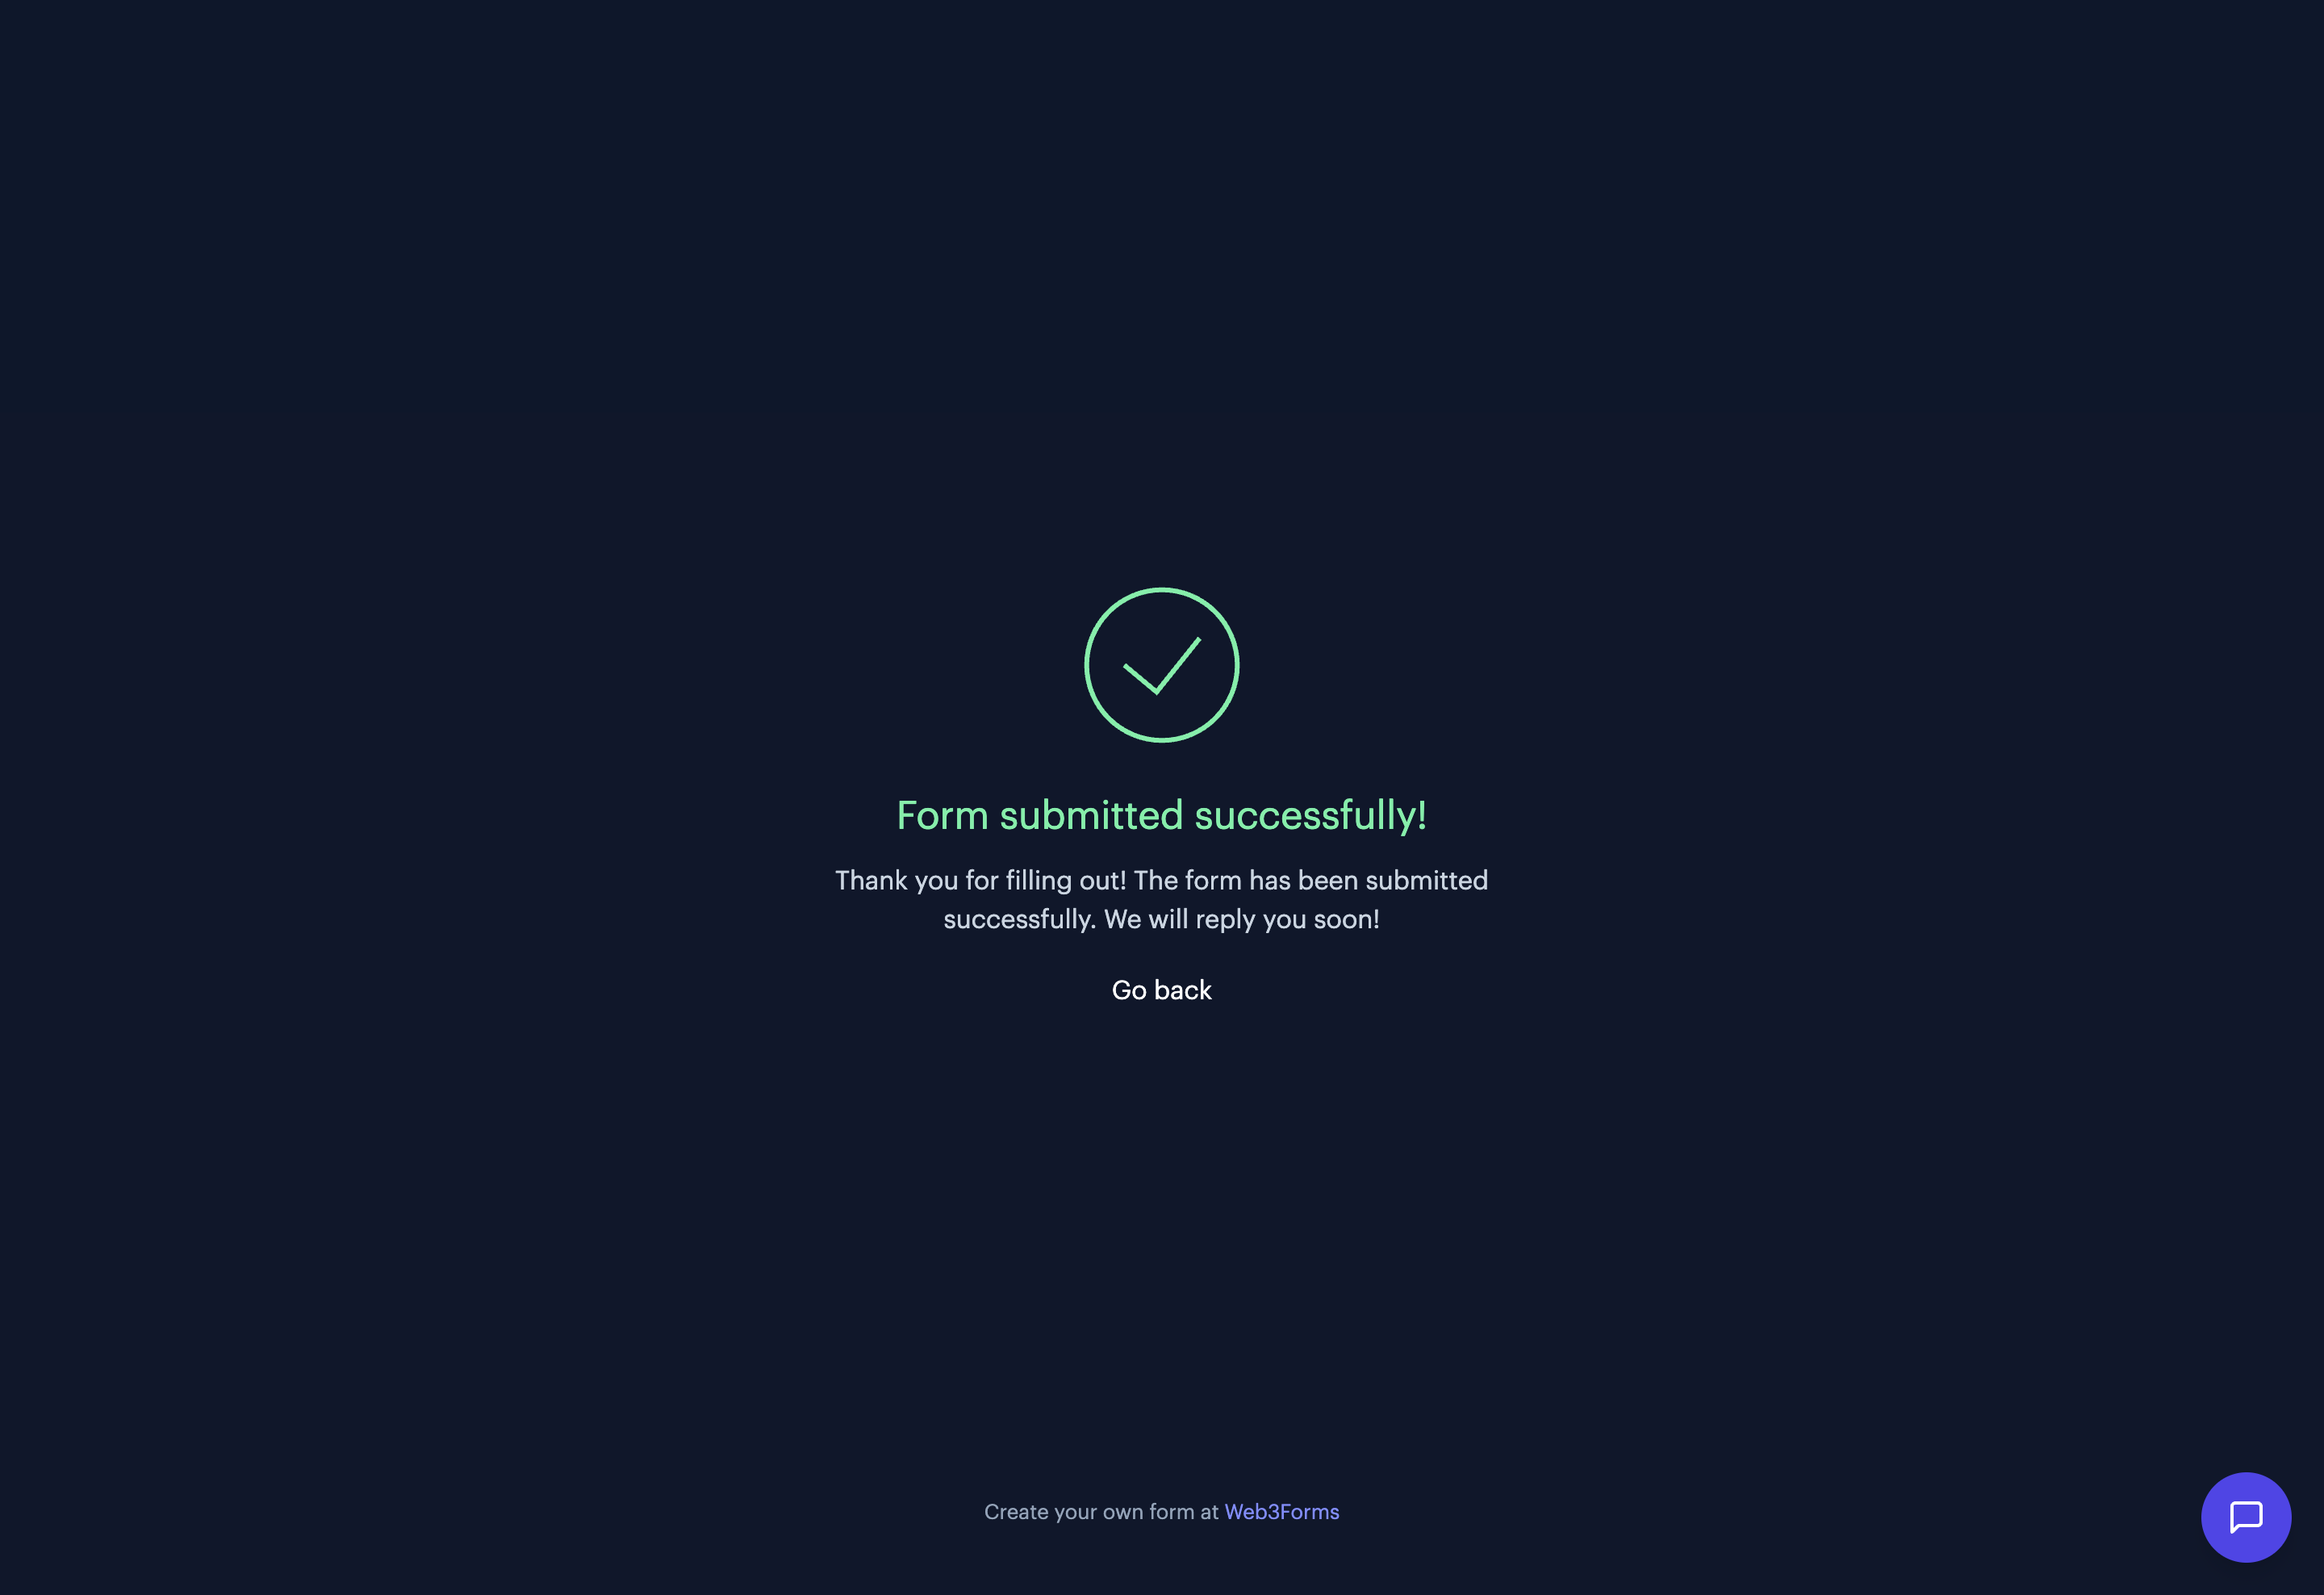 Form submitted successfully!
Thank you for filling out! The form has been submitted
successfully. We will reply you soon!
Go back
Create your own form at Web3Forms